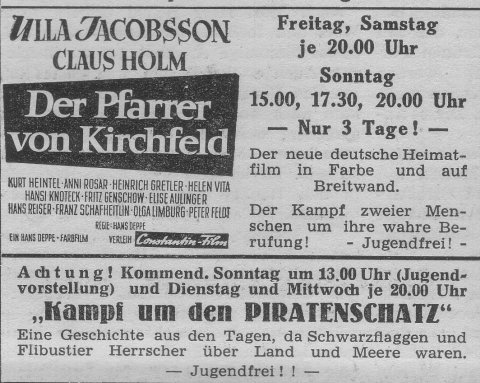 ULLA JACOBSSON
CLAUS HOLM
Der Pfarrer
von Kirchfeld
KURT HEINTEL · ANNI ROSAR · HEINRICH GRETLER · HELEN VITA
HANSI KNOTECK · FRITZ GENSCHOW · ELISE AULINGER
HANS REISER · FRANZ SCHAFHEITLIN · OLGA LIMBURG · PETER FELDT
REGIE: HANS DEPPE
EIN HANS DEPPE-FARBFILM VERLEIH Constantin-Film
Freitag, Samstag
je 20.00 Uhr
Sonntag
15.00, 17.30, 20.00 Uhr
— Nur 3 Tage! —
Der neue deutsche Heimat-
film in Farbe und auf
Breitwand.
Der Kampf zweier Men-
schen um ihre wahre Be-
rufung! - Jugendfrei! -
Achtung! Kommend. Sonntag um 13.00 Uhr (Jugend-
vorstellung) und Dienstag und Mittwoch je 20.00 Uhr
„Kampf um den PIRATENSCHATZ"
Eine Geschichte aus den Tagen, da Schwarzflaggen und
Flibustier Herrscher über Land und Meere waren.
— Jugendfrei! ! —